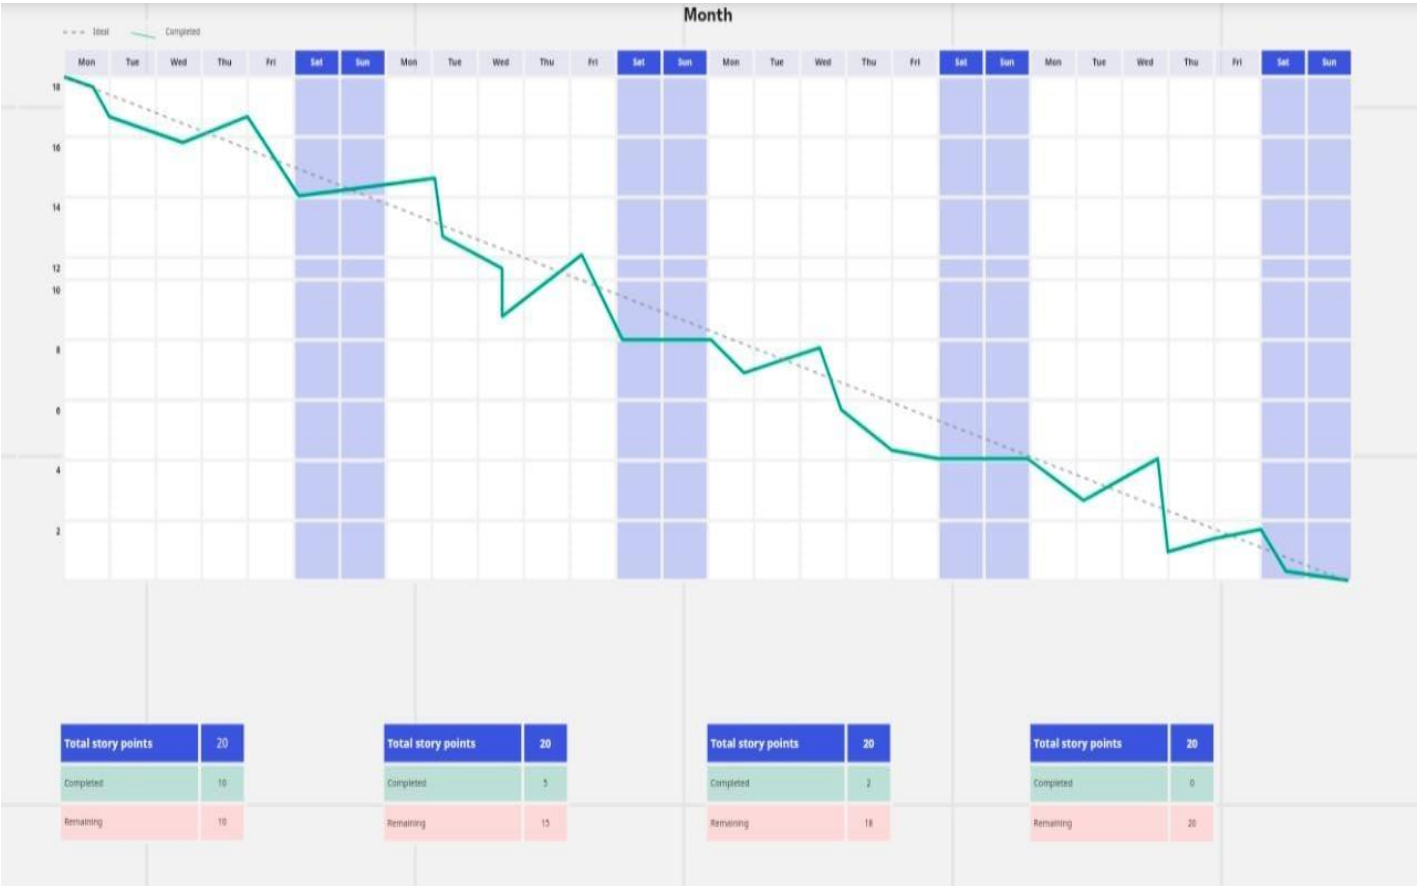 Month
Ideal Completed
Mon Tue Wed Thu Fri Sat Sun Mon Tue Wed Thu Fri Sat Sun Mon Tue Wed Thu Fri Sat Sun Mon Tue Wed Thu Fri Sat Sun
18
16
14
12
10
8
6
4
2
Total story points 20
Completed 10
Remaining 10
Total story points 20
Completed 5
Remaining 15
Total story points 20
Completed 2
Remaining 18
Total story points 20
Completed 0
Remaining 20